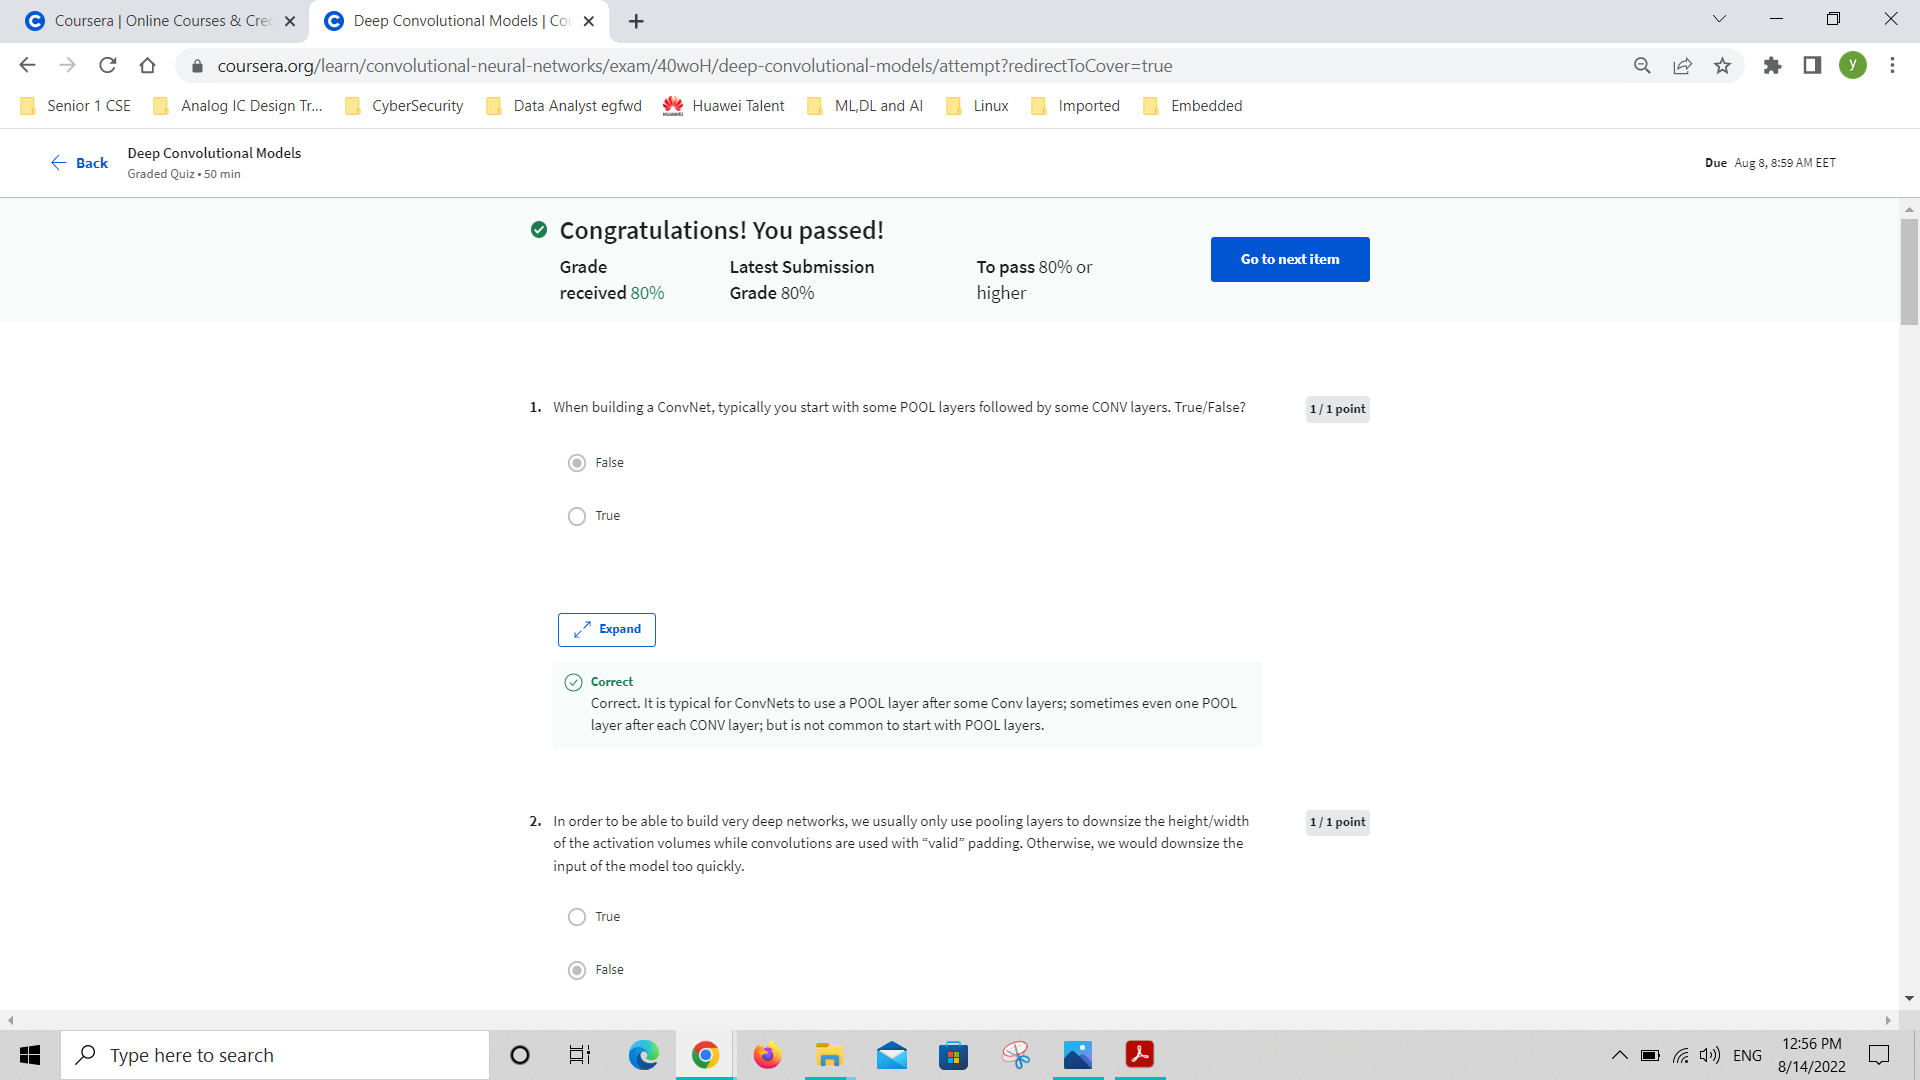 Coursera | Online Courses & Cre
Deep Convolutional Models | Co
coursera.org/learn/convolutional-neural-networks/exam/40woH/deep-convolutional-models/attempt?redirectToCover=true
y
Senior 1 CSE
Analog IC Design Tr...
CyberSecurity
Data Analyst egfwd
Huawei Talent
ML,DL and AI
Linux
Imported
Embedded
Back
Deep Convolutional Models
Graded Quiz • 50 min
Due Aug 8, 8:59 AM EET
Congratulations! You passed!
Grade
received 80%
Latest Submission
Grade 80%
To pass 80% or
higher
Go to next item
1. When building a ConvNet, typically you start with some POOL layers followed by some CONV layers. True/False?
1 / 1 point
False
True
Expand
Correct
Correct. It is typical for ConvNets to use a POOL layer after some Conv layers; sometimes even one POOL
layer after each CONV layer; but is not common to start with POOL layers.
2. In order to be able to build very deep networks, we usually only use pooling layers to downsize the height/width
of the activation volumes while convolutions are used with “valid” padding. Otherwise, we would downsize the
input of the model too quickly.
1 / 1 point
True
False
Type here to search
ENG
12:56 PM
8/14/2022